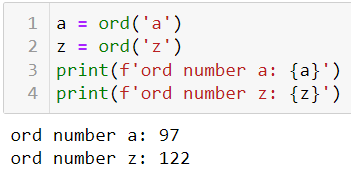 1 a = ord('a')
2 z = ord('z')
3 print(f'ord number a: {a}')
4 print(f'ord number z: {z}')
ord number a: 97
ord number z: 122